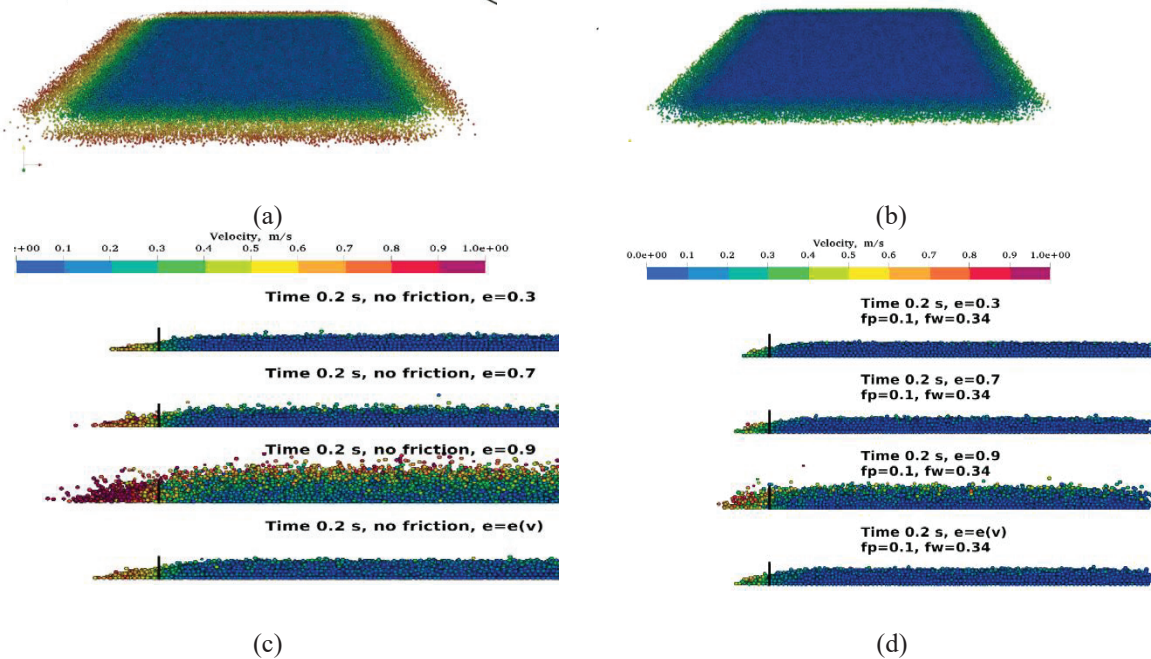 (a)
(b)
Velocity, m/s
:e+00 0.1 0.2 0.3 0.4 0.5 0.6 0.7 0.8 0.9 1.0e+00
Time 0.2 s, no friction, e=0.3
Time 0.2 s, no friction, e=0.7
Time 0.2 s, no friction, e=0.9
Time 0.2 s, no friction, e=e(v)
(c)
Velocity, m/s
0.0e+00 0.1 0.2 0.3 0.4 0.5 0.6 0.7 0.8 0.9 1.0e+00
Time 0.2 s, e=0.3
fp=0.1, fw=0.34
Time 0.2 s, e=0.7
fp=0.1, fw=0.34
Time 0.2 s, e=0.9
fp=0.1, fw=0.34
Time 0.2 s, e=e(v)
fp=0.1, fw=0.34
(d)